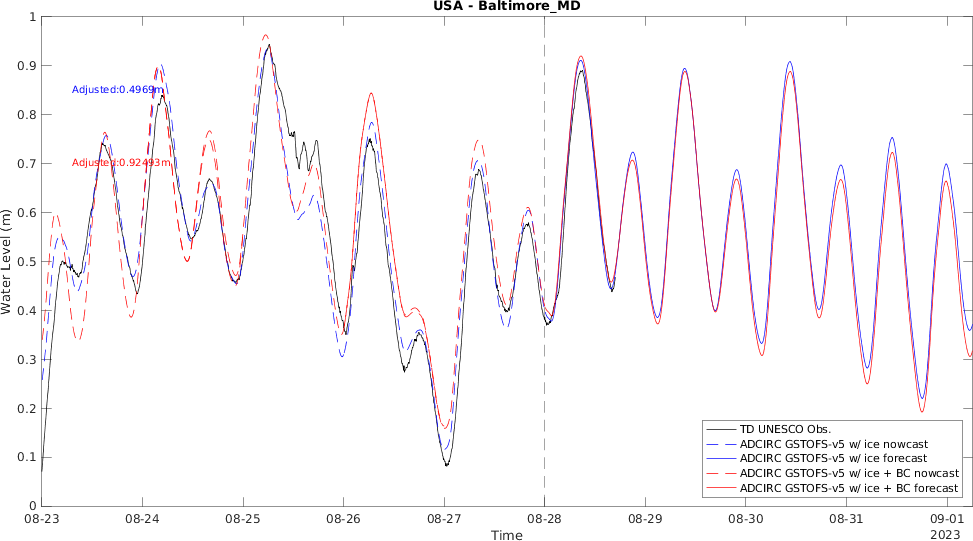 USA - Baltimore_MD
Water Level (m)
1
0.9
0.8
0.7
0.6
0.5
0.4
0.3
0.2
0.1
0
Adjusted:0.4969m
Adjusted:0.92493m
TD UNESCO Obs.
ADCIRC GSTOFS-v5 w/ ice nowcast
ADCIRC GSTOFS-v5 w/ ice forecast
ADCIRC GSTOFS-v5 w/ ice + BC nowcast
ADCIRC GSTOFS-v5 w/ ice + BC forecast
08-23 08-24 08-25 08-26 08-27 08-28 08-29 08-30 08-31 09-01
2023
Time